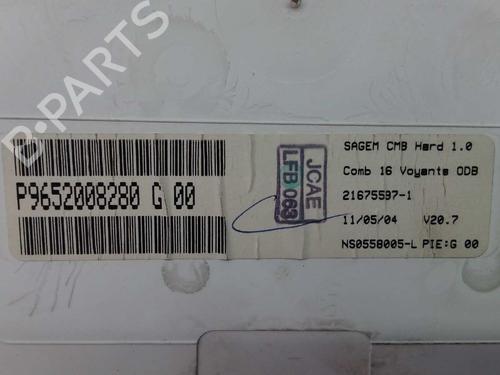 B-PARTS
P9652008280 G 00
JCAE
LFB 063
SAGEM CMB Hard 1.0
Comb 16 Voyants ODB
21675597-1
11/05/04 V20.7
NS0558005-L PIE:G 00